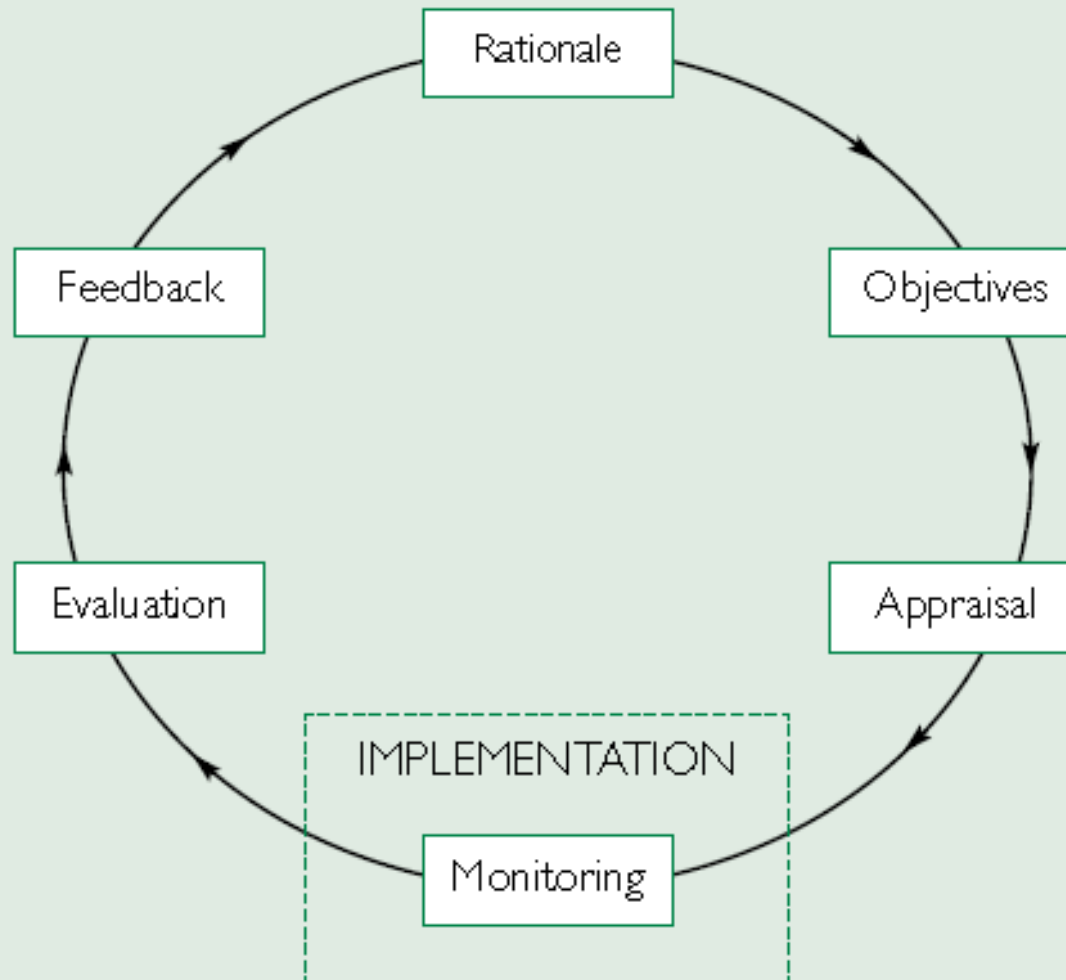 Rationale
Objectives
Appraisal
IMPLEMENTATION
Monitoring
Evaluation
Feedback